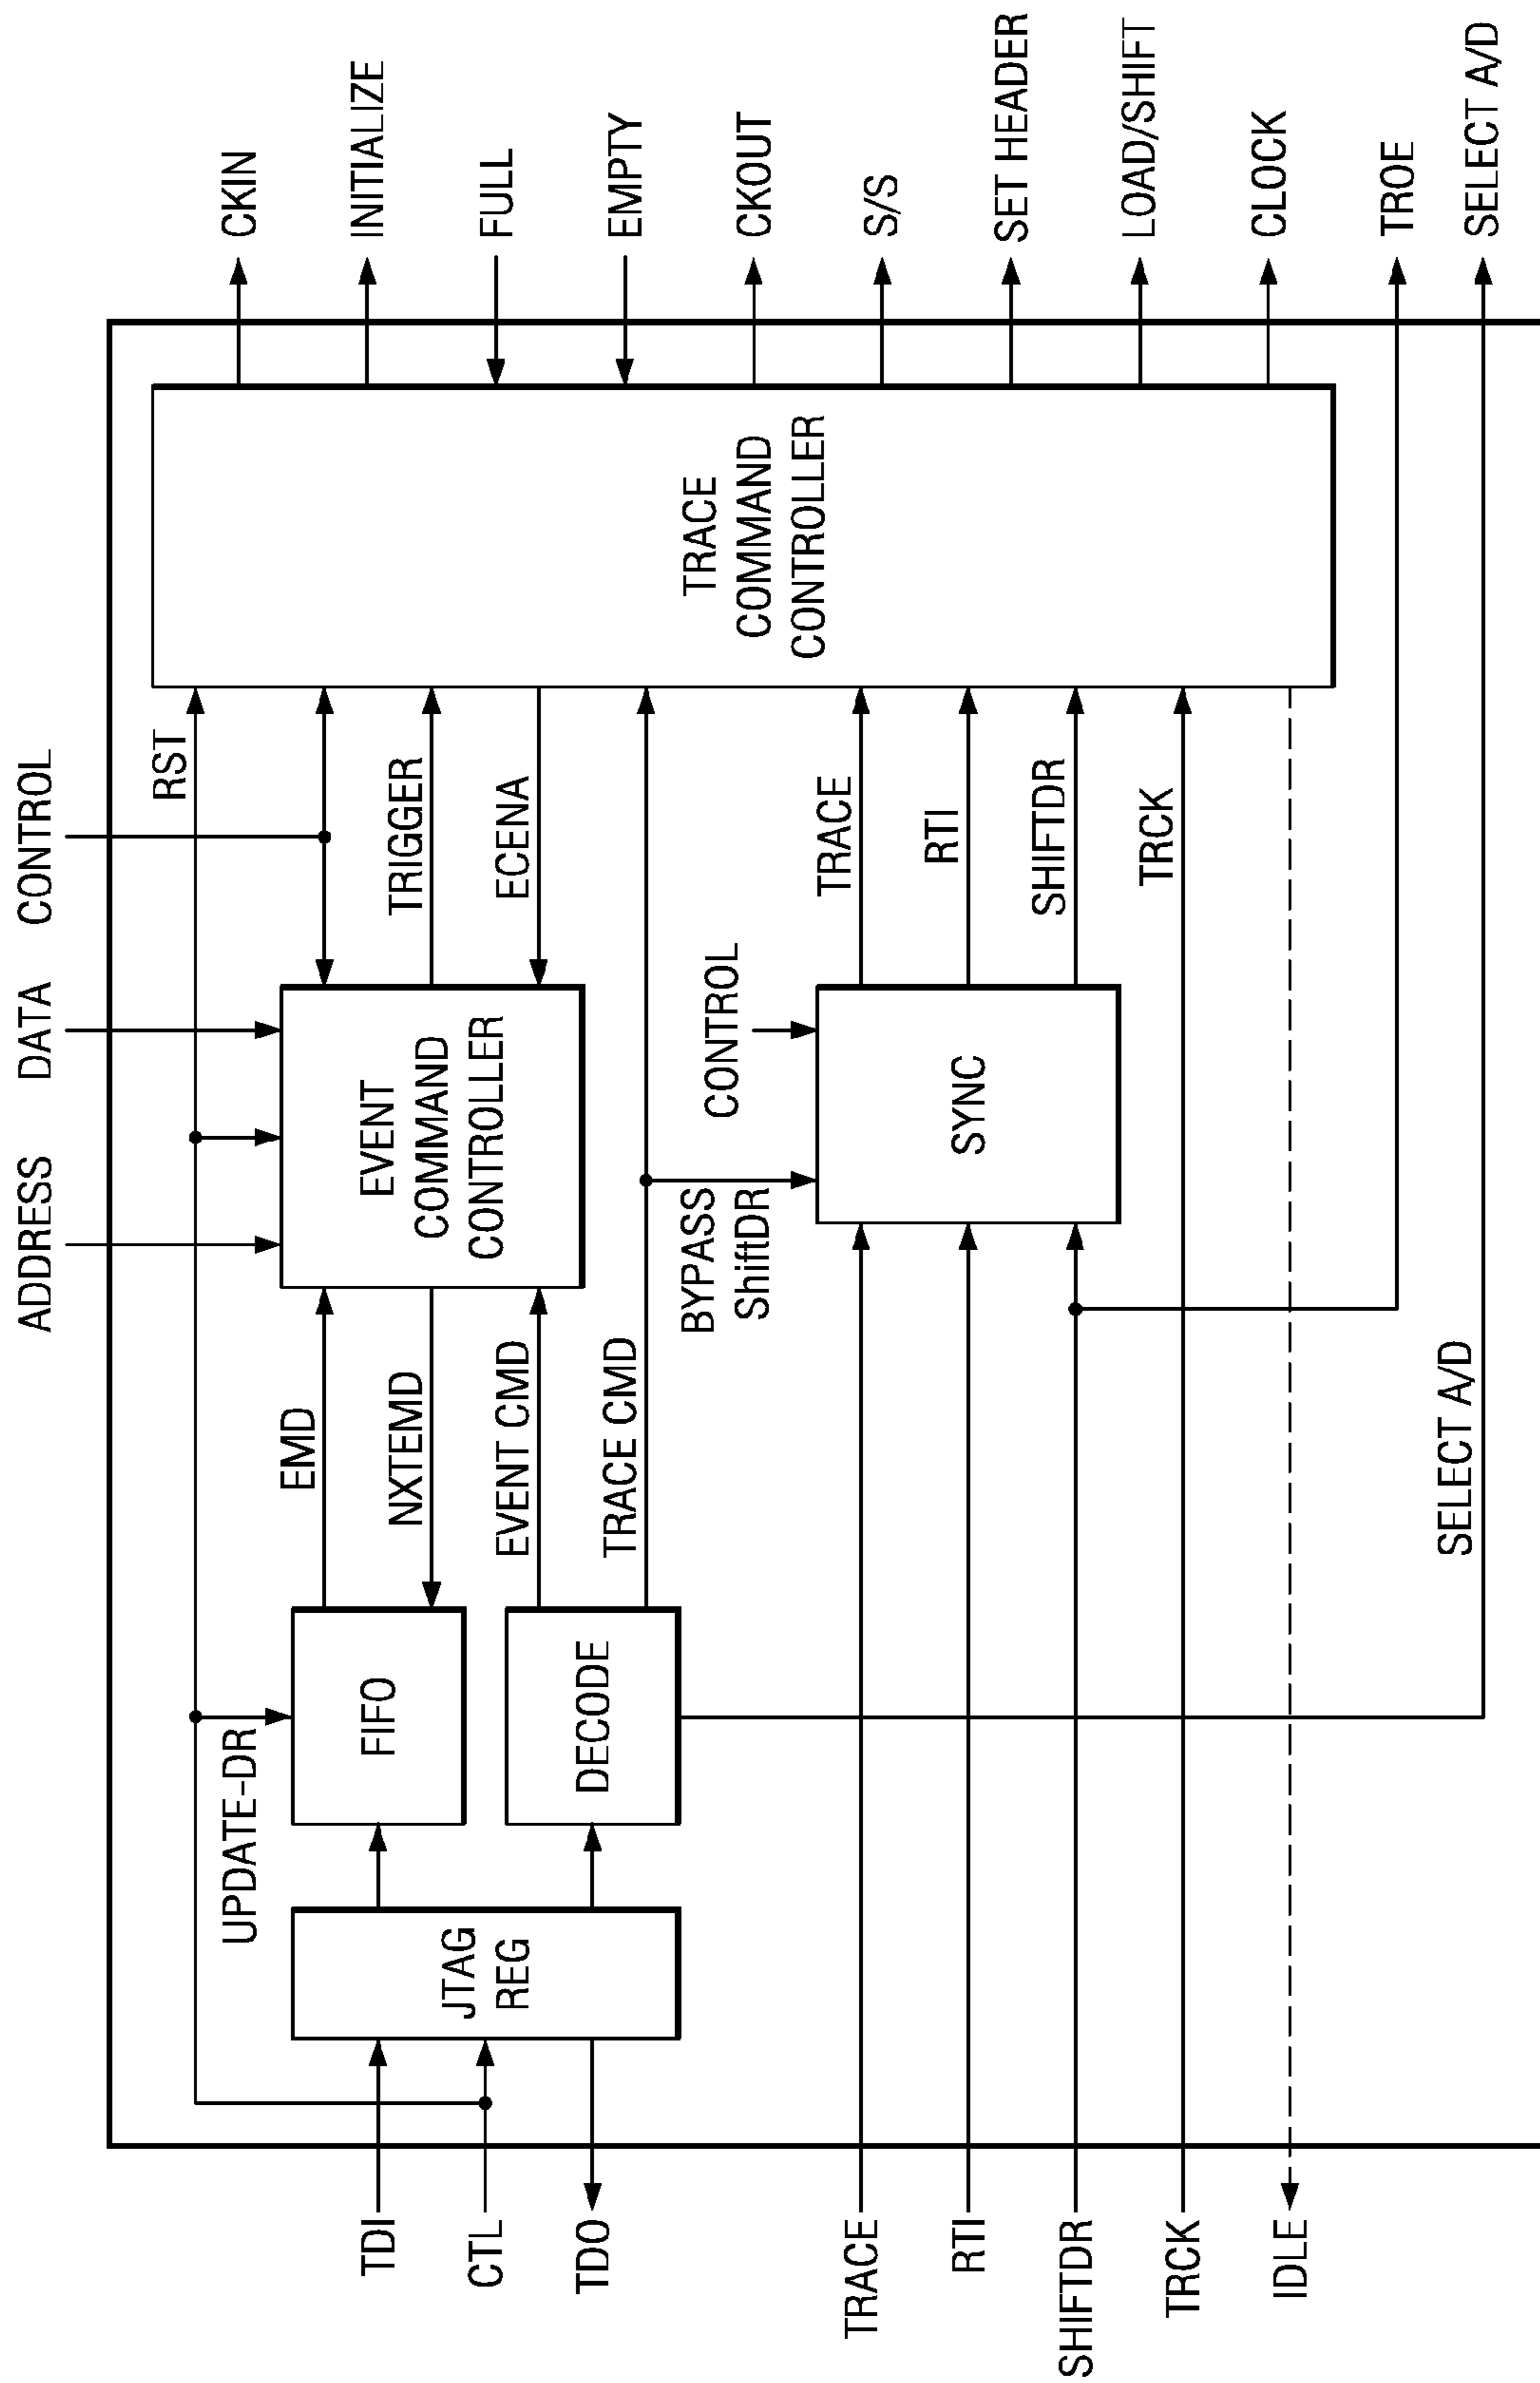 ADDRESS
DATA
CONTROL
RST
UPDATE-DR
TDI
CTL
TDO
JTAG
REG
FIFO
DECODE
EMD
NXTEMD
EVENT CMD
TRACE CMD
EVENT
COMMAND
CONTROLLER
TRIGGER
ECENA
TRACE
COMMAND
CONTROLLER
BYPASS
ShiftDR
CONTROL
SYNC
TRACE
RTI
SHIFTDR
TRCK
TRACE
RTI
SHIFTDR
TRCK
IDLE
SELECT A/D
CKIN
INITIALIZE
FULL
EMPTY
CKOUT
S/S
SET HEADER
LOAD/SHIFT
CLOCK
TROE
SELECT A/D